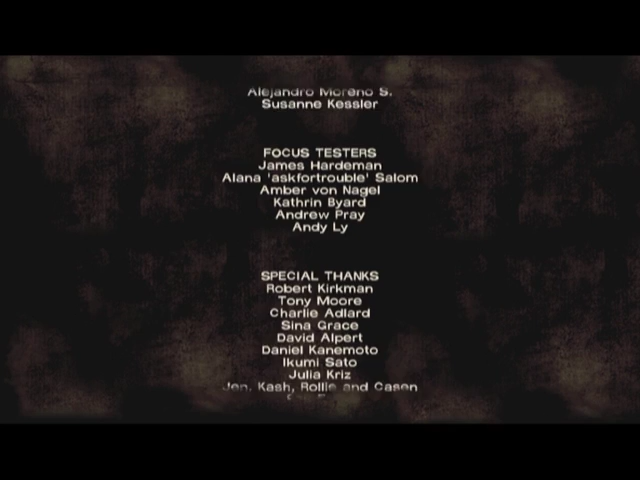 Alejandro Moreno S.
Susanne Kessler
FOCUS TESTERS
James Hardeman
Alana 'askfortrouble' Salom
Amber von Nagel
Kathrin Byard
Andrew Pray
Andy Ly
SPECIAL THANKS
Robert Kirkman
Tony Moore
Charlie Adlard
Sina Grace
David Alpert
Daniel Kanemoto
Ikumi Sato
Julia Kriz
Jen, Kash, Rollie and Casen